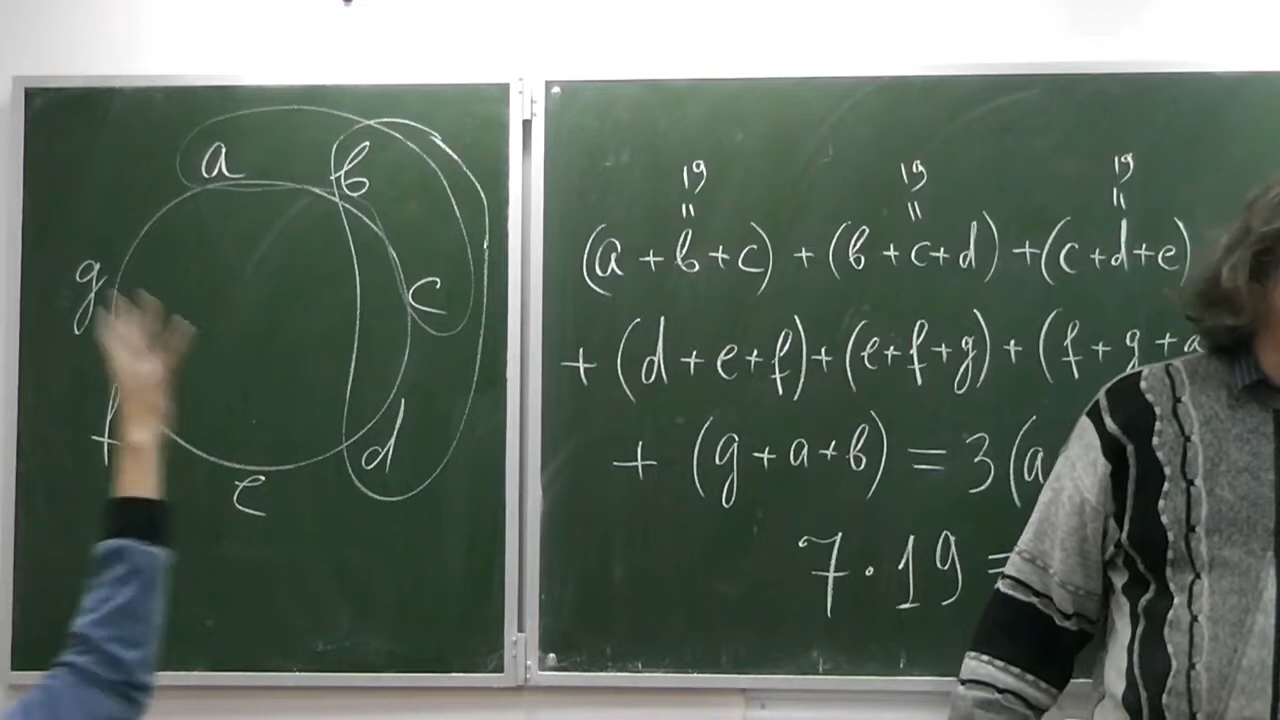 a
b
c
d
e
f
g
19 19 19
= = =
(a + b + c) + (b + c + d) + (c + d + e)
+ (d + e + f) + (e + f + g) + (f + g + a
+ (g + a + b) = 3(a
7 · 19 =